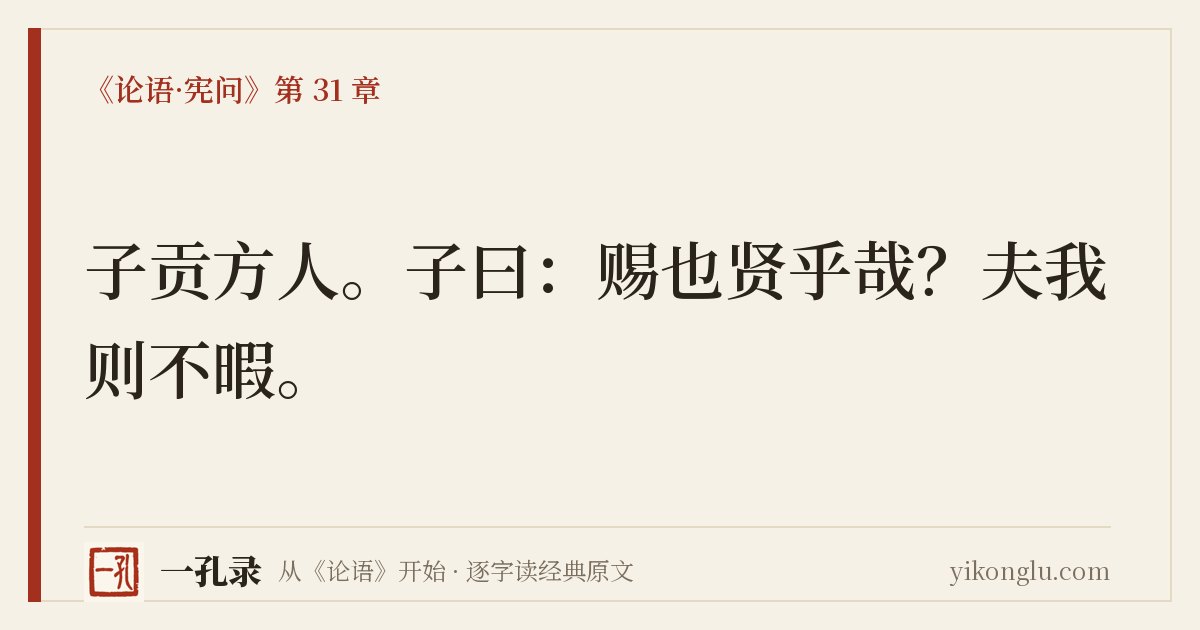 《论语·宪问》第 31 章
子贡方人。子曰：赐也贤乎哉？夫我
则不暇。
一孔
一孔录 从《论语》开始 · 逐字读经典原文 yikonglu.com